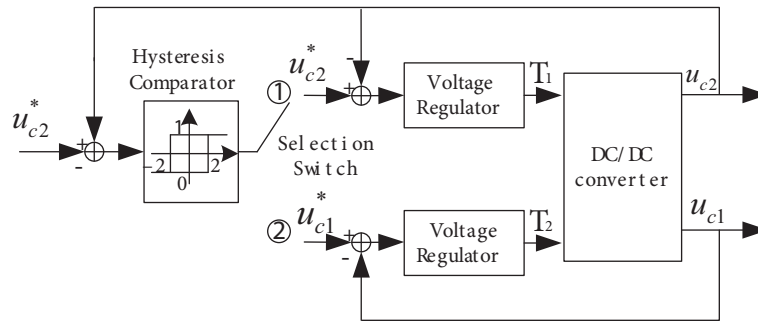 Hysteresis
Comparator
u*c2
+
-
1
-2
2
0
①
Selection
Switch
②
u*c2
-
+
Voltage
Regulator
T1
u*c1
+
-
Voltage
Regulator
T2
DC/DC
converter
uc2
uc1